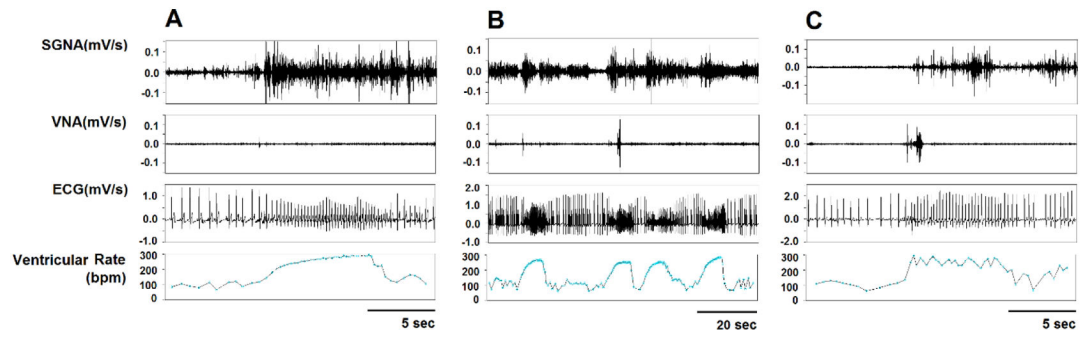 A B C
SGNA(mV/s)
0.1 0.1 0.1
0.0 0.0 0.0
-0.1 -0.1 -0.1
VNA(mV/s)
0.1 0.1 0.1
0.0 0.0 0.0
-0.1 -0.1 -0.1
ECG(mV/s)
2.0
1.0 1.0 2.0
0.0 0.0 0.0
-1.0 -1.0 -2.0
Ventricular Rate
(bpm)
300 300 300
200 200 200
100 100 100
0 0 0
5 sec 20 sec 5 sec